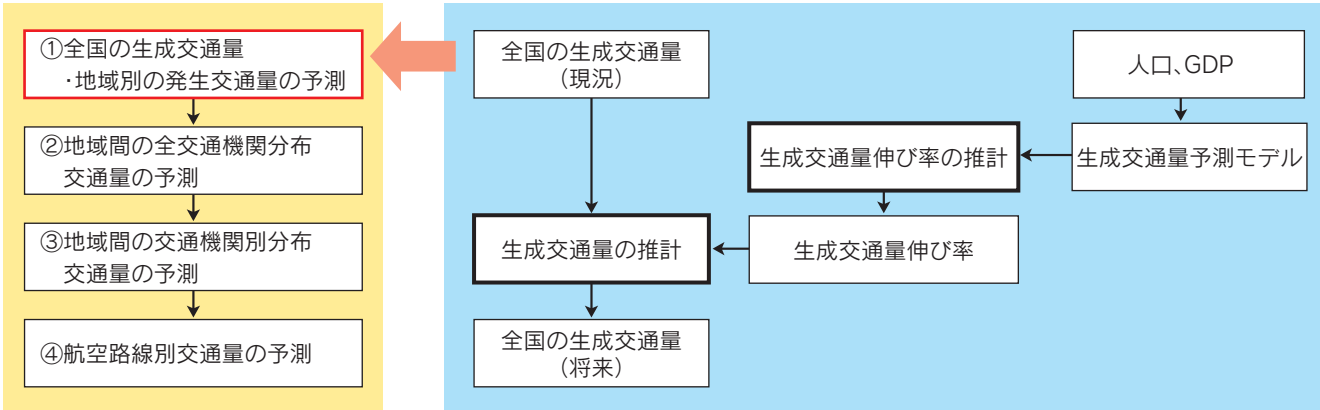 ①全国の生成交通量
・地域別の発生交通量の予測
②地域間の全交通機関分布
交通量の予測
③地域間の交通機関別分布
交通量の予測
④航空路線別交通量の予測
全国の生成交通量
（現況）
人口、GDP
生成交通量伸び率の推計
生成交通量予測モデル
生成交通量の推計
生成交通量伸び率
全国の生成交通量
（将来）